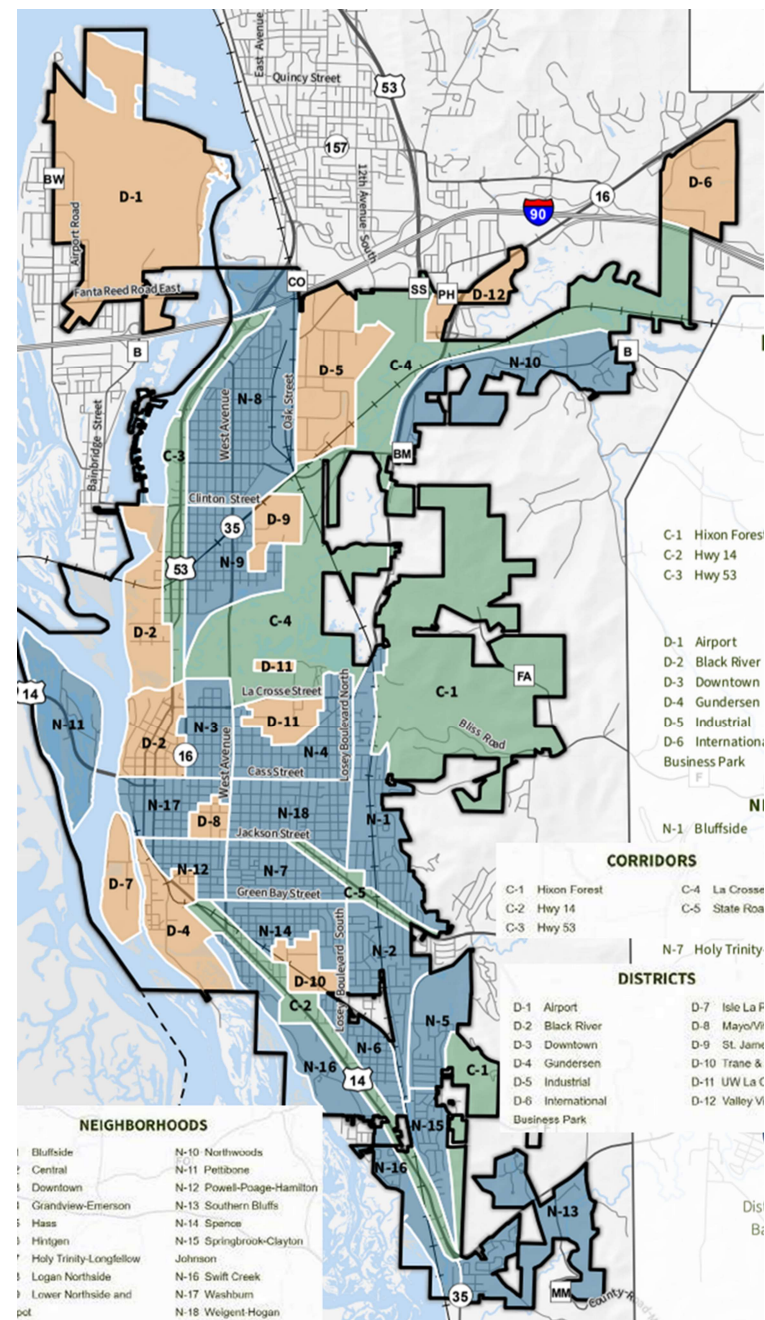 East Avenue
Quincy Street
53
157
12th Avenue South
16
90
D-6
BW
D-1
Airport Road
Fanta Reed Road East
CO
SS
PH
D-12
B
D-5
C-4
N-10
B
N-8
West Avenue
Oak Street
Bainbridge Street
C-3
BM
Clinton Street
35
D-9
53
N-9
C-4
D-2
D-11
La Crosse Street
C-1
FA
14
N-11
N-3
D-11
Losey Boulevard North
Bliss Road
D-2
16
West Avenue
N-4
Cass Street
N-17
D-8
N-18
N-1
Jackson Street
D-7
N-12
N-7
C-5
Green Bay Street
D-4
N-14
N-2
Losey Boulevard South
D-10
C-2
N-5
N-6
N-16
14
C-1
N-15
N-16
N-13
35
MM
County-Road-
C-1 Hixon Forest
C-2 Hwy 14
C-3 Hwy 53
D-1 Airport
D-2 Black River
D-3 Downtown
D-4 Gundersen
D-5 Industrial
D-6 Internationa
Business Park
F
N-1 Bluffside
CORRIDORS
C-1 Hixon Forest
C-2 Hwy 14
C-3 Hwy 53
C-4 La Crosse
C-5 State Roa
N-7 Holy Trinity-
DISTRICTS
D-1 Airport
D-2 Black River
D-3 Downtown
D-4 Gundersen
D-5 Industrial
D-6 International
Business Park
D-7 Isle La P
D-8 Mayo/Vi
D-9 St. Jame
D-10 Trane &
D-11 UW La C
D-12 Valley Vi
NEIGHBORHOODS
Bluffside
Central
Downtown
Grandview-Emerson
Hass
Hintgen
Holy Trinity-Longfellow
Logan Northside
Lower Northside and
pot
N-10 Northwoods
N-11 Pettibone
N-12 Powell-Poage-Hamilton
N-13 Southern Bluffs
N-14 Spence
N-15 Springbrook-Clayton
Johnson
N-16 Swift Creek
N-17 Washburn
N-18 Weigent-Hogan
Dist
Ba